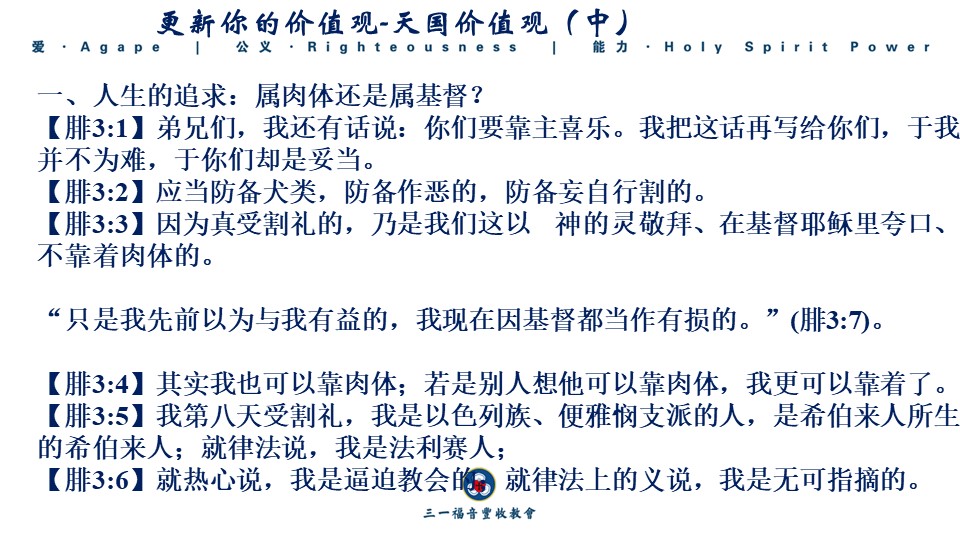 更新你的价值观-天国价值观（中）
爱 · Agape | 公义 · Righteousness | 能力 · Holy Spirit Power
一、人生的追求：属肉体还是属基督？
【腓3:1】弟兄们，我还有话说：你们要靠主喜乐。我把这话再写给你们，于我
并不为难，于你们却是妥当。
【腓3:2】应当防备犬类，防备作恶的，防备妄自行割的。
【腓3:3】因为真受割礼的，乃是我们这以　神的灵敬拜、在基督耶稣里夸口、
不靠着肉体的。
“只是我先前以为与我有益的，我现在因基督都当作有损的。”(腓3:7)。
【腓3:4】其实我也可以靠肉体；若是别人想他可以靠肉体，我更可以靠着了。
【腓3:5】我第八天受割礼，我是以色列族、便雅悯支派的人，是希伯来人所生
的希伯来人；就律法说，我是法利赛人；
【腓3:6】就热心说，我是逼迫教会的 就律法上的义说，我是无可指摘的。
三一福音豐收教會